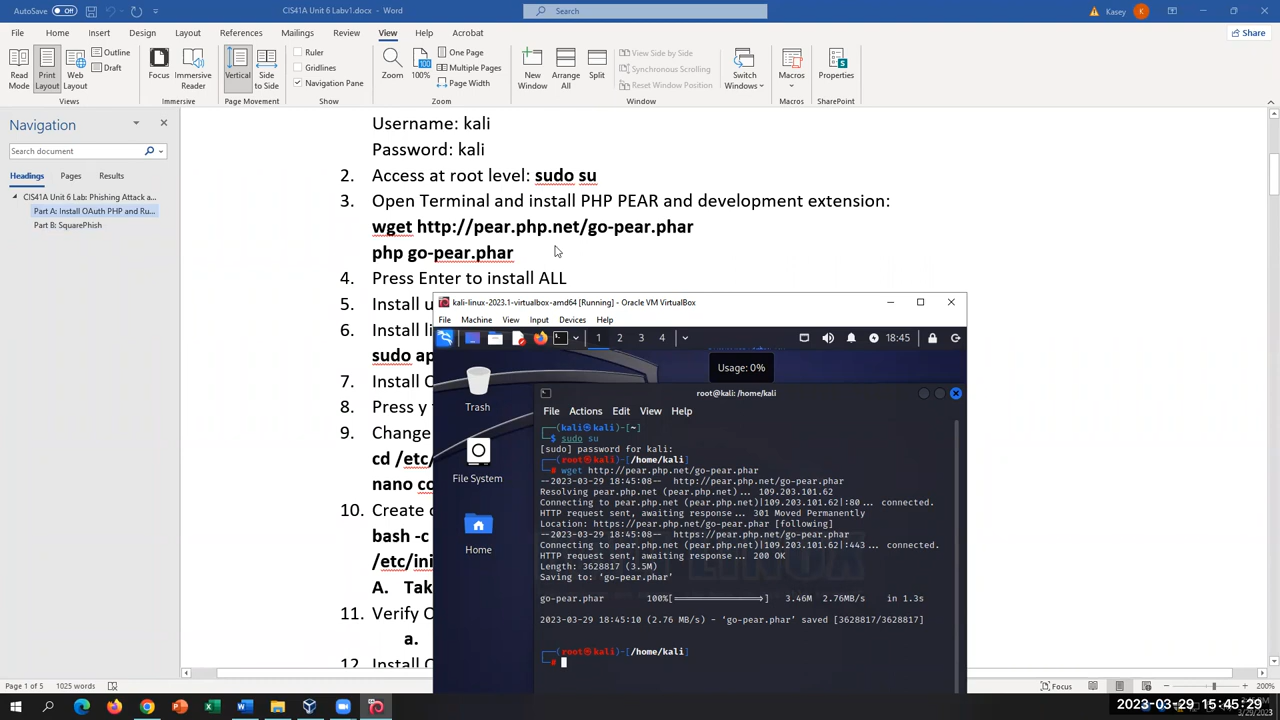 AutoSave Off CIS41A Unit 6 Labv1.docx Search Kasey K
File Home Insert Design Layout References Mailings Review View Help Acrobat Share
Read Mode Print Layout Web Layout Outline Draft Focus Immersive Reader Vertical Side to Side Ruler Gridlines Navigation Pane Zoom 100% One Page Multiple Pages Page Width New Window Arrange All Split View Side by Side Synchronous Scrolling Reset Window Position Switch Windows Macros Properties
Views Immersive Page Movement Show Zoom Window Macros SharePoint
Navigation
Search document
Headings Pages Results
CIS41A Unit 6 Lab: Phishing Attack a...
Part A: Install OAuth PHP and Ru...
Part B: SquarePhish
Username: kali
Password: kali
2. Access at root level: sudo su
3. Open Terminal and install PHP PEAR and development extension:
wget http://pear.php.net/go-pear.phar
php go-pear.phar
4. Press Enter to install ALL
5. Install u
6. Install li
sudo ap
7. Install C
8. Press y t
9. Change
cd /etc/
nano co
10. Create c
bash -c
/etc/ini
A. Tak
11. Verify C
a.
12. Install C
kali-linux-2023.1-virtualbox-amd64 [Running] - Oracle VM VirtualBox
File Machine View Input Devices Help
1 2 3 4 18:45
Usage: 0%
Trash
File System
Home
root@kali: /home/kali
File Actions Edit View Help
┌──(kali㉿kali)-[~]
└─$ sudo su
[sudo] password for kali:
┌──(root㉿kali)-[/home/kali]
└─# wget http://pear.php.net/go-pear.phar
--2023-03-29 18:45:08-- http://pear.php.net/go-pear.phar
Resolving pear.php.net (pear.php.net)... 109.203.101.62
Connecting to pear.php.net (pear.php.net)|109.203.101.62|:80... connected.
HTTP request sent, awaiting response... 301 Moved Permanently
Location: https://pear.php.net/go-pear.phar [following]
--2023-03-29 18:45:08-- https://pear.php.net/go-pear.phar
Connecting to pear.php.net (pear.php.net)|109.203.101.62|:443... connected.
HTTP request sent, awaiting response... 200 OK
Length: 3628817 (3.5M)
Saving to: ‘go-pear.phar’
go-pear.phar 100%[===================>] 3.46M 2.76MB/s in 1.3s
2023-03-29 18:45:10 (2.76 MB/s) - ‘go-pear.phar’ saved [3628817/3628817]
┌──(root㉿kali)-[/home/kali]
└─#
Page 1 of 5 1025 words Focus 200%
2023-03-29 15:45:29